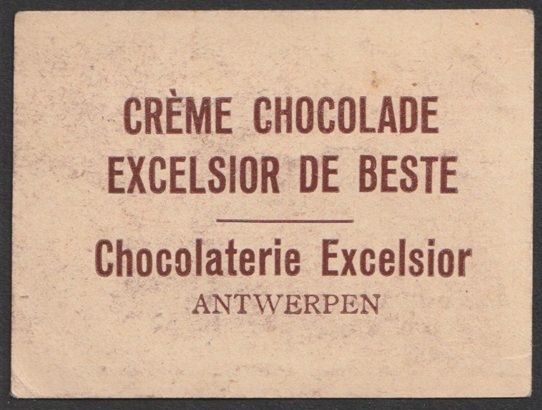 CRÈME CHOCOLADE
EXCELSIOR DE BESTE
Chocolaterie Excelsior
ANTWERPEN